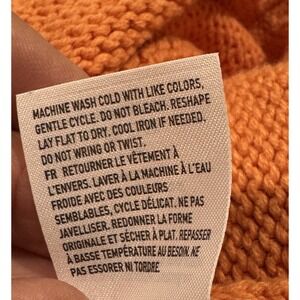 MACHINE WASH COLD WITH LIKE COLORS,
GENTLE CYCLE. DO NOT BLEACH. RESHAPE
LAY FLAT TO DRY. COOL IRON IF NEEDED.
DO NOT WRING OR TWIST.
FR RETOURNER LE VÊTEMENT À
L'ENVERS. LAVER À LA MACHINE À L'EAU
FROIDE AVEC DES COULEURS
SEMBLABLES, CYCLE DÉLICAT. NE PAS
JAVELLISER. REDONNER LA FORME
ORIGINALE ET SÉCHER À PLAT. REPASSER
À BASSE TEMPÉRATURE AU BESOIN. NE
PAS ESSORER NI TORDRE.